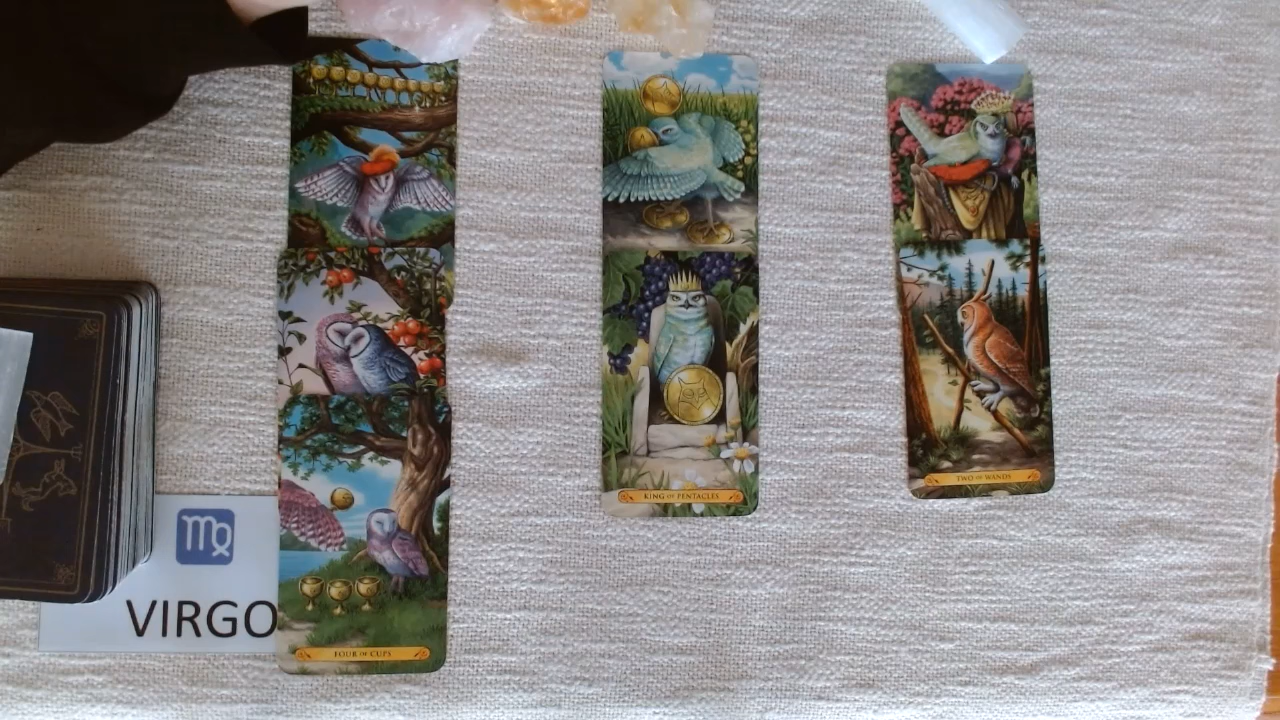 VIRGO
FOUR OF CUPS
KING OF PENTACLES
TWO OF WANDS